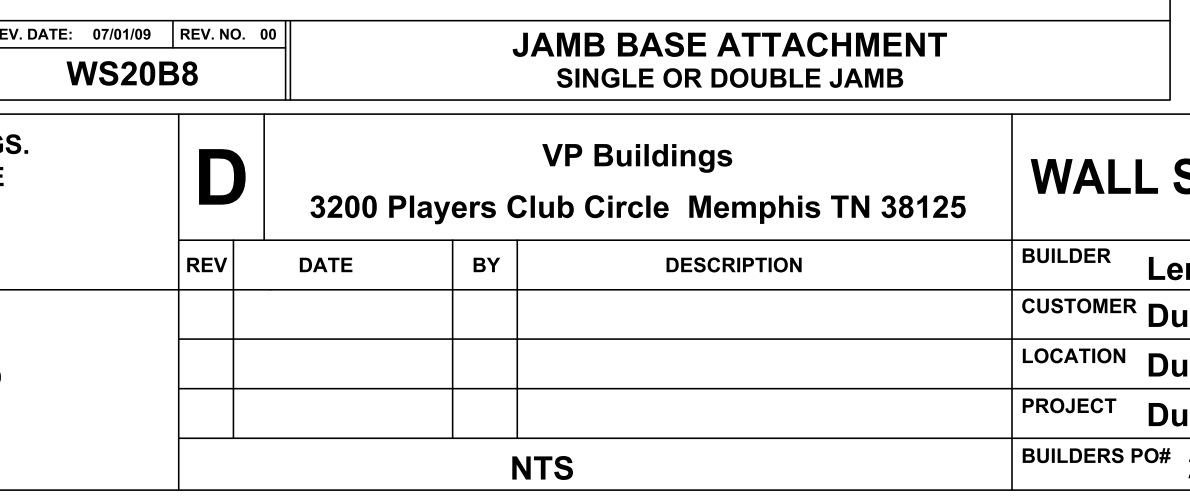 REV. DATE: 07/01/09 REV. NO. 00
WS20B8
JAMB BASE ATTACHMENT
SINGLE OR DOUBLE JAMB
D
VP Buildings
3200 Players Club Circle Memphis TN 38125
WALL
REV DATE BY DESCRIPTION
BUILDER
CUSTOMER
LOCATION
PROJECT
NTS
BUILDERS PO#